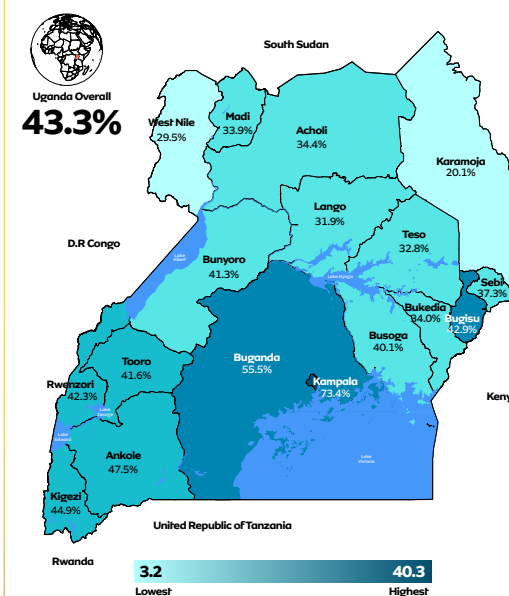 South Sudan
Uganda Overall
43.3%
West Nile
29.5%
Madi
33.9%
Acholi
34.4%
Karamoja
20.1%
Lango
31.9%
Teso
32.8%
D.R Congo
Lake
Albert
Bunyoro
41.3%
Lake Kyoga
Sebi
37.3%
Bukedia
34.0%
Bugisu
42.9%
Busoga
40.1%
Tooro
41.6%
Buganda
55.5%
Kampala
73.4%
Rwenzori
42.3%
Lake
George
Keny
Lake
Edward
Ankole
47.5%
Lake
Victoria
Kigezi
44.9%
United Republic of Tanzania
Rwanda
3.2
40.3
Lowest
Highest